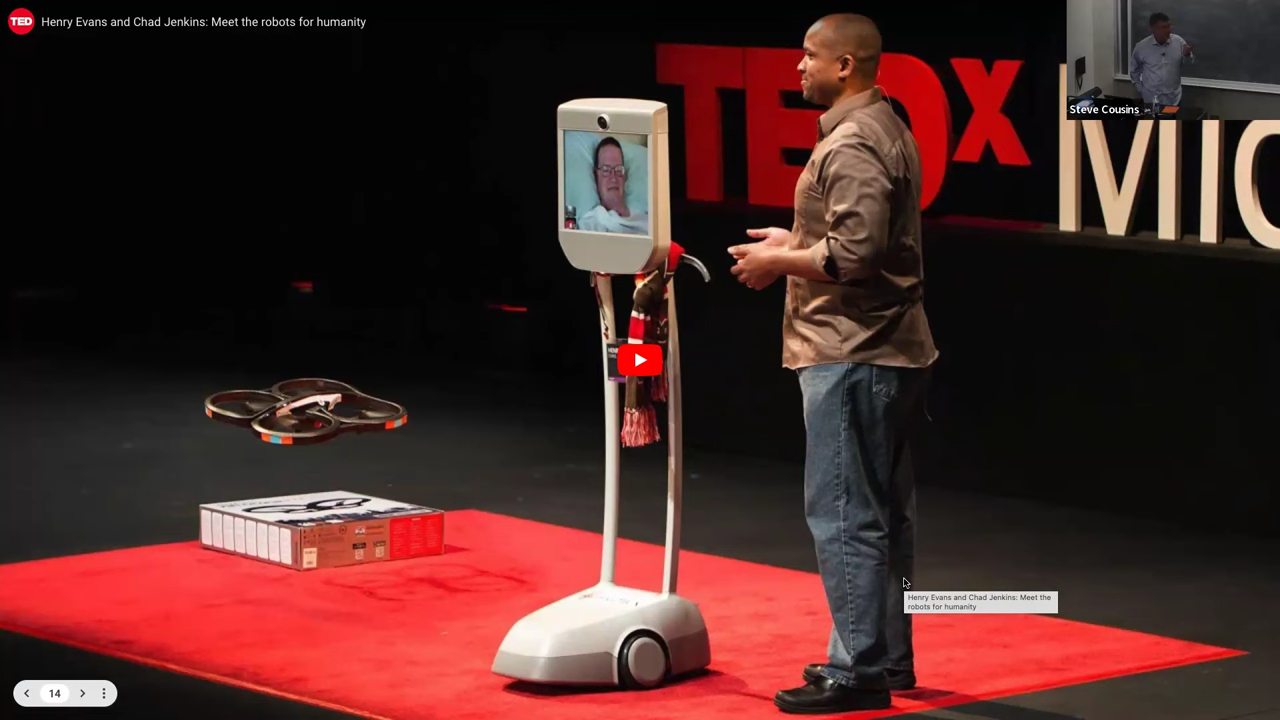 TED
Henry Evans and Chad Jenkins: Meet the robots for humanity
Steve Cousins
TEDx
MIC
HENRY
Henry Evans and Chad Jenkins: Meet the
robots for humanity
14